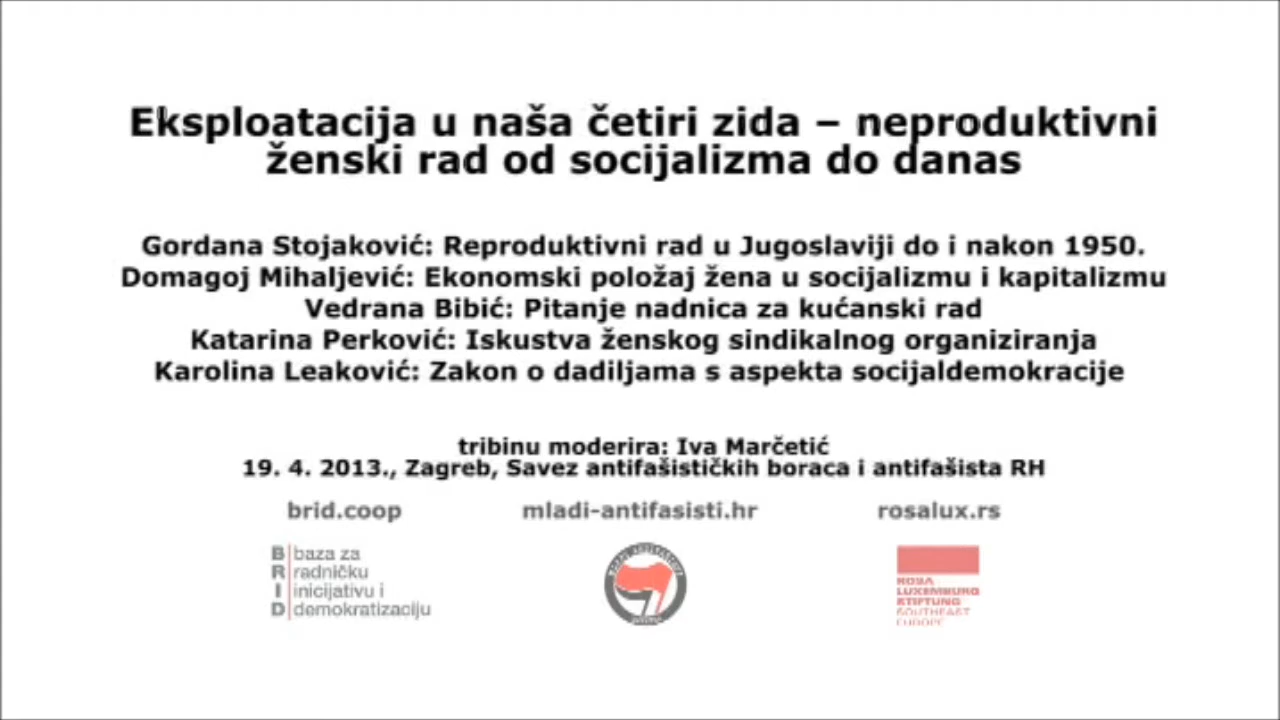 Eksploatacija u naša četiri zida – neproduktivni
ženski rad od socijalizma do danas
Gordana Stojaković: Reproduktivni rad u Jugoslaviji do i nakon 1950.
Domagoj Mihaljević: Ekonomski položaj žena u socijalizmu i kapitalizmu
Vedrana Bibić: Pitanje nadnica za kućanski rad
Katarina Perković: Iskustva ženskog sindikalnog organiziranja
Karolina Leaković: Zakon o dadiljama s aspekta socijaldemokracije
tribinu moderira: Iva Marčetić
19. 4. 2013., Zagreb, Savez antifašističkih boraca i antifašista RH
brid.coop mladi-antifasisti.hr rosalux.rs
B baza za
R radničku
I inicijativu i
D demokratizaciju
ROSA
LUXEMBURG
STIFTUNG
SOUTHEAST
EUROPE